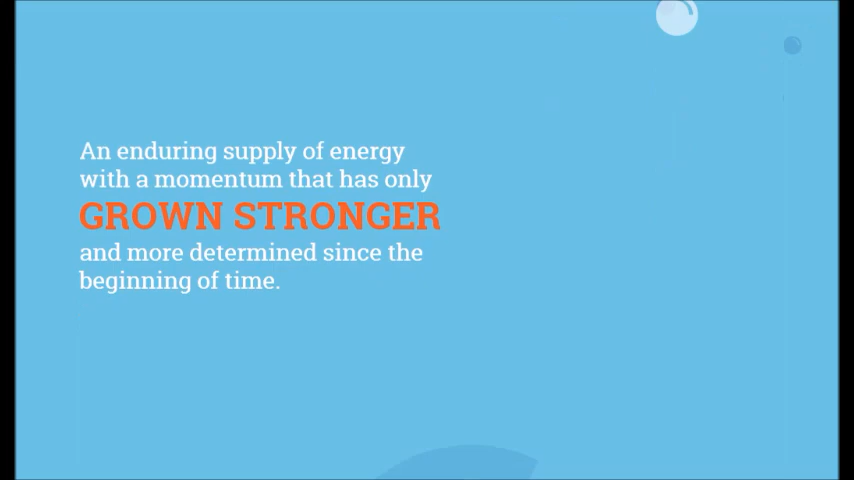 An enduring supply of energy
with a momentum that has only
GROWN STRONGER
and more determined since the
beginning of time.